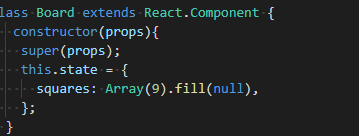 lass Board extends React.Component {
constructor(props){
super(props);
this.state = {
squares: Array(9).fill(null),
};
}